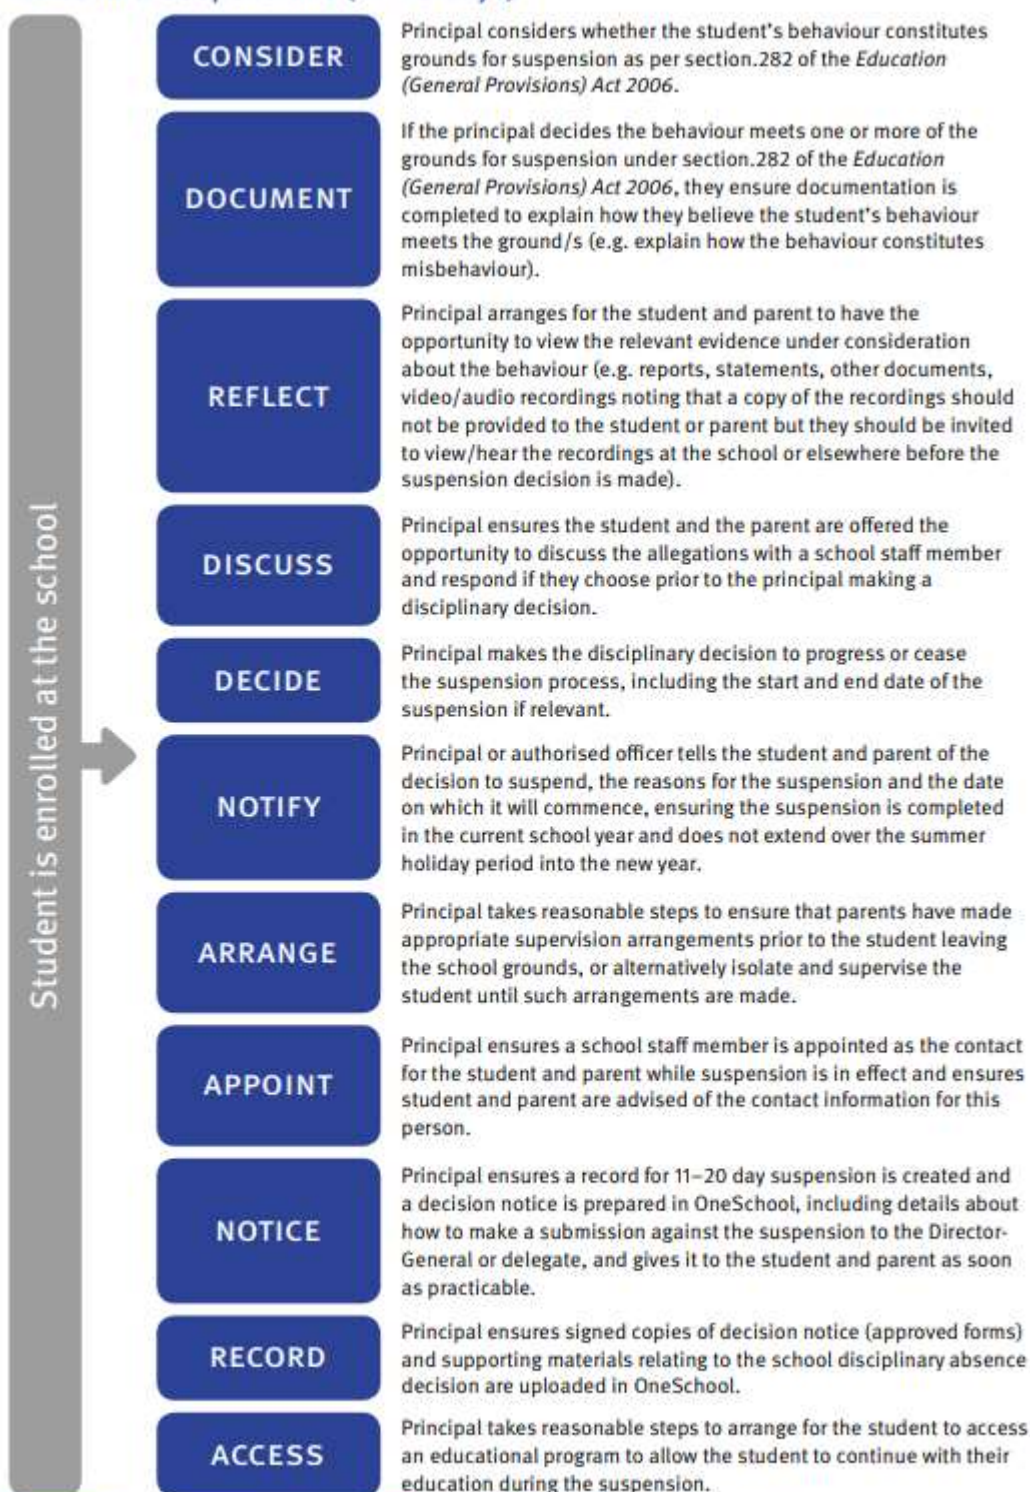 Student is enrolled at the school
CONSIDER
Principal considers whether the student's behaviour constitutes
grounds for suspension as per section.282 of the Education
(General Provisions) Act 2006.
DOCUMENT
If the principal decides the behaviour meets one or more of the
grounds for suspension under section.282 of the Education
(General Provisions) Act 2006, they ensure documentation is
completed to explain how they believe the student's behaviour
meets the ground/s (e.g. explain how the behaviour constitutes
misbehaviour).
REFLECT
Principal arranges for the student and parent to have the
opportunity to view the relevant evidence under consideration
about the behaviour (e.g. reports, statements, other documents,
video/audio recordings noting that a copy of the recordings should
not be provided to the student or parent but they should be invited
to view/hear the recordings at the school or elsewhere before the
suspension decision is made).
DISCUSS
Principal ensures the student and the parent are offered the
opportunity to discuss the allegations with a school staff member
and respond if they choose prior to the principal making a
disciplinary decision.
DECIDE
Principal makes the disciplinary decision to progress or cease
the suspension process, including the start and end date of the
suspension if relevant.
NOTIFY
Principal or authorised officer tells the student and parent of the
decision to suspend, the reasons for the suspension and the date
on which it will commence, ensuring the suspension is completed
in the current school year and does not extend over the summer
holiday period into the new year.
ARRANGE
Principal takes reasonable steps to ensure that parents have made
appropriate supervision arrangements prior to the student leaving
the school grounds, or alternatively isolate and supervise the
student until such arrangements are made.
APPOINT
Principal ensures a school staff member is appointed as the contact
for the student and parent while suspension is in effect and ensures
student and parent are advised of the contact information for this
person.
NOTICE
Principal ensures a record for 11–20 day suspension is created and
a decision notice is prepared in OneSchool, including details about
how to make a submission against the suspension to the Director-
General or delegate, and gives it to the student and parent as soon
as practicable.
RECORD
Principal ensures signed copies of decision notice (approved forms)
and supporting materials relating to the school disciplinary absence
decision are uploaded in OneSchool.
ACCESS
Principal takes reasonable steps to arrange for the student to access
an educational program to allow the student to continue with their
education during the suspension.